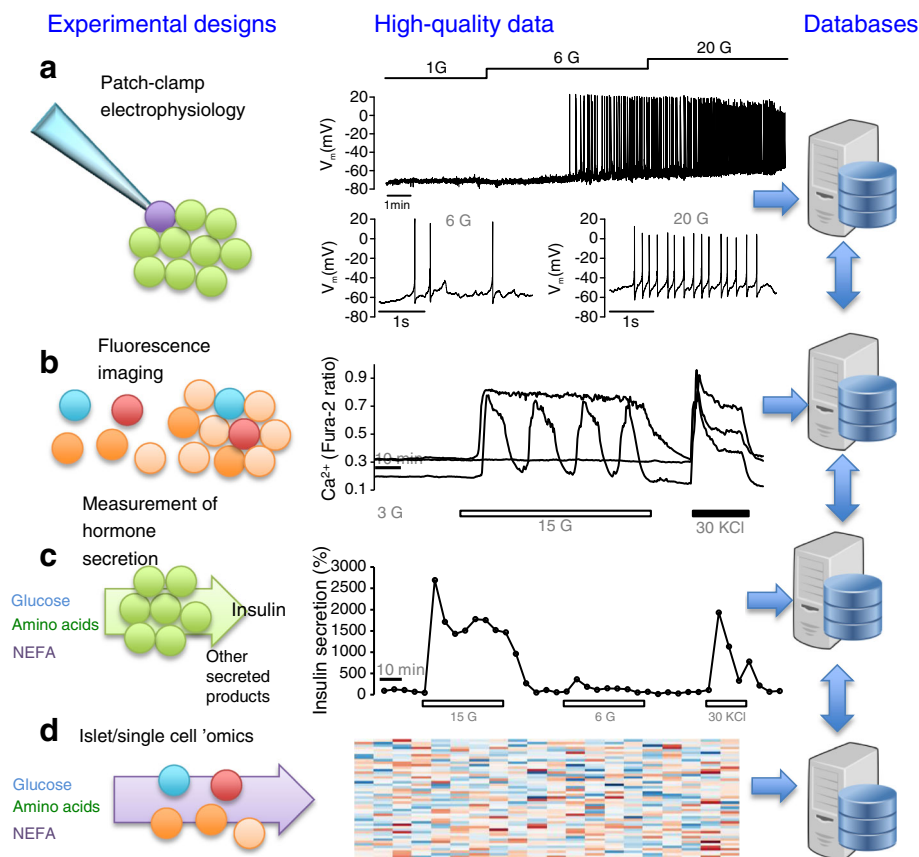 Experimental designs
High-quality data
Databases
a
Patch-clamp
electrophysiology
1G
6 G
20 G
20
0
-20
-40
-60
-80
Vm(mV)
1min
6 G
20
0
-20
-40
-60
-80
Vm(mV)
1s
20 G
20
0
-20
-40
-60
-80
Vm(mV)
1s
b
Fluorescence
imaging
0.9
0.7
0.5
0.3
0.1
Ca²⁺ (Fura-2 ratio)
10 min
3 G
15 G
30 KCl
Measurement of
hormone
secretion
c
Glucose
Amino acids
NEFA
Insulin
Other
secreted
products
3000
2500
2000
1500
1000
500
0
Insulin secretion (%)
10 min
15 G
6 G
30 KCl
d
Islet/single cell 'omics
Glucose
Amino acids
NEFA